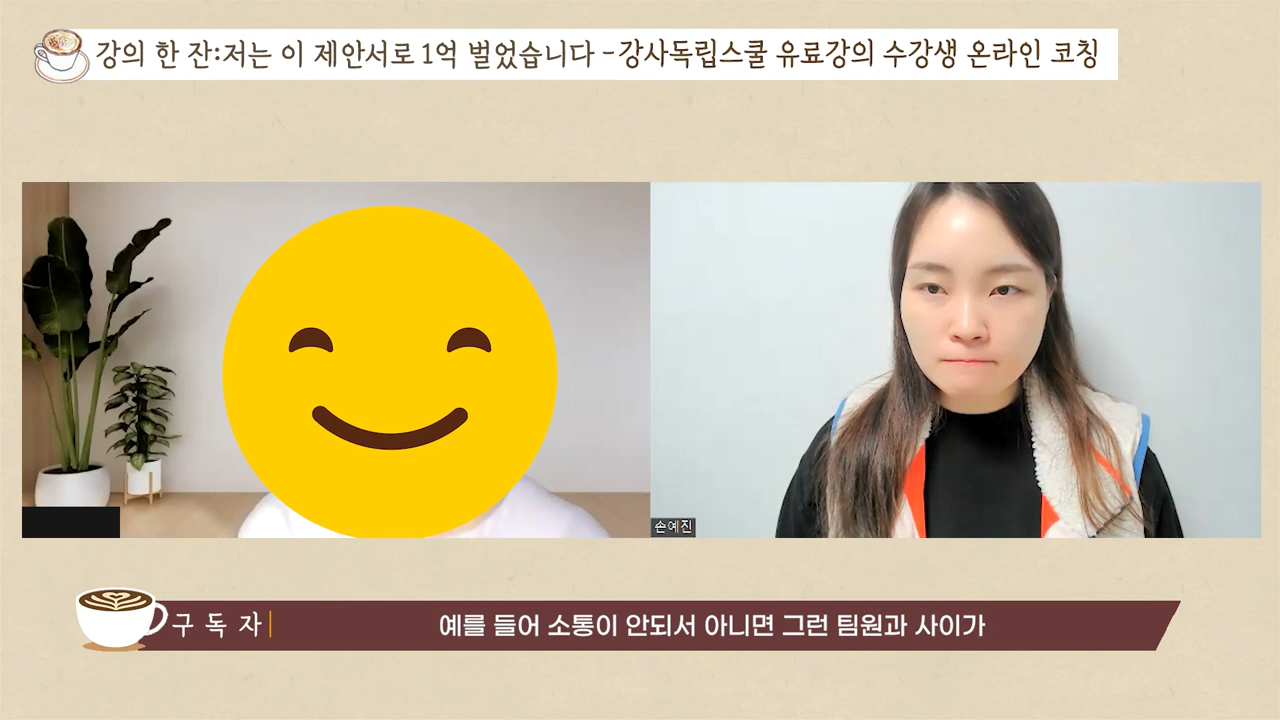 강의 한 잔:저는 이 제안서로 1억 벌었습니다 - 강사독립스쿨 유료강의 수강생 온라인 코칭
손예진
구독자 예를 들어 소통이 안되서 아니면 그런 팀원과 사이가